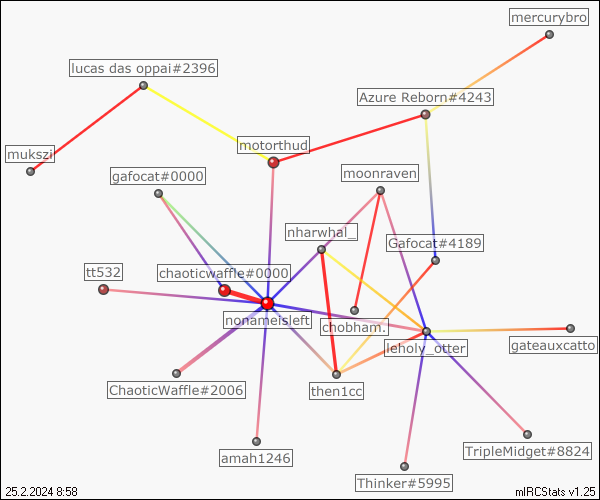 mercurybro
lucas das oppai#2396
Azure Reborn#4243
motorthud
mukszi
gafocat#0000
moonraven
nharwhal_
Gafocat#4189
tt532
chaoticwaffle#0000
nonameisleft
chobham.
leholy_otter
gateauxcatto
ChaoticWaffle#2006
then1cc
amah1246
TripleMidget#8824
Thinker#5995
25.2.2024 8:58
mIRCStats v1.25